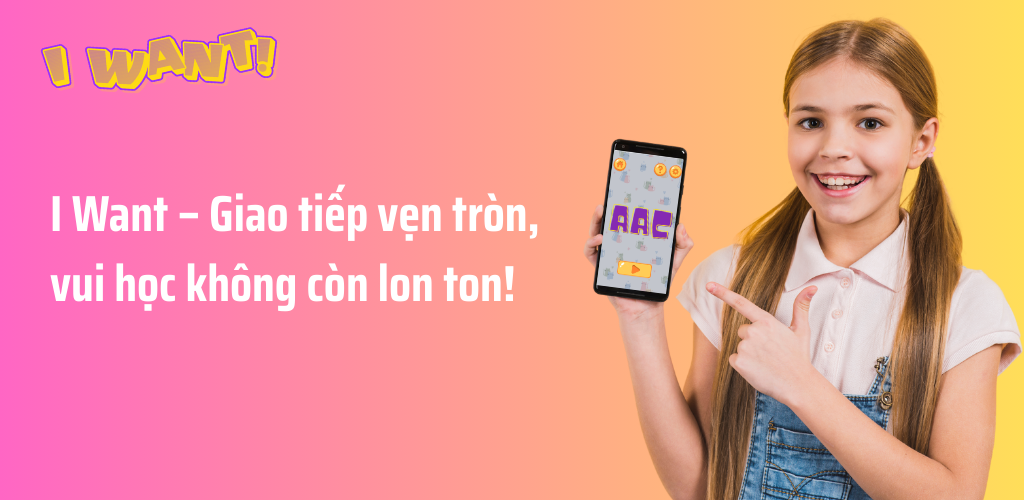 I WANT!
I Want – Giao tiếp vẹn tròn,
vui học không còn lon ton!
AAC
?